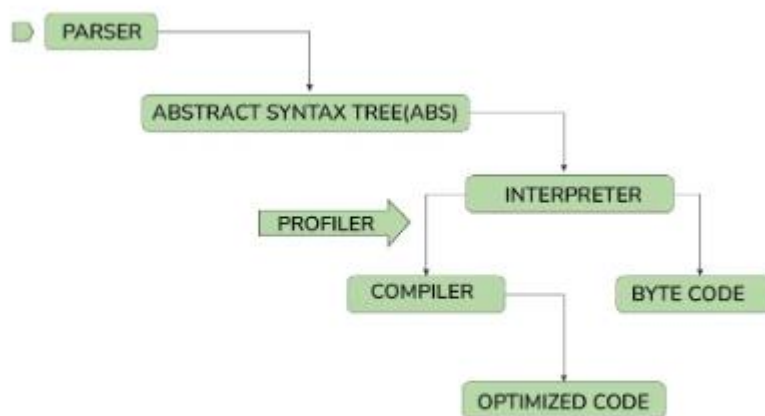 PARSER
ABSTRACT SYNTAX TREE(ABS)
INTERPRETER
PROFILER
COMPILER
BYTE CODE
OPTIMIZED CODE